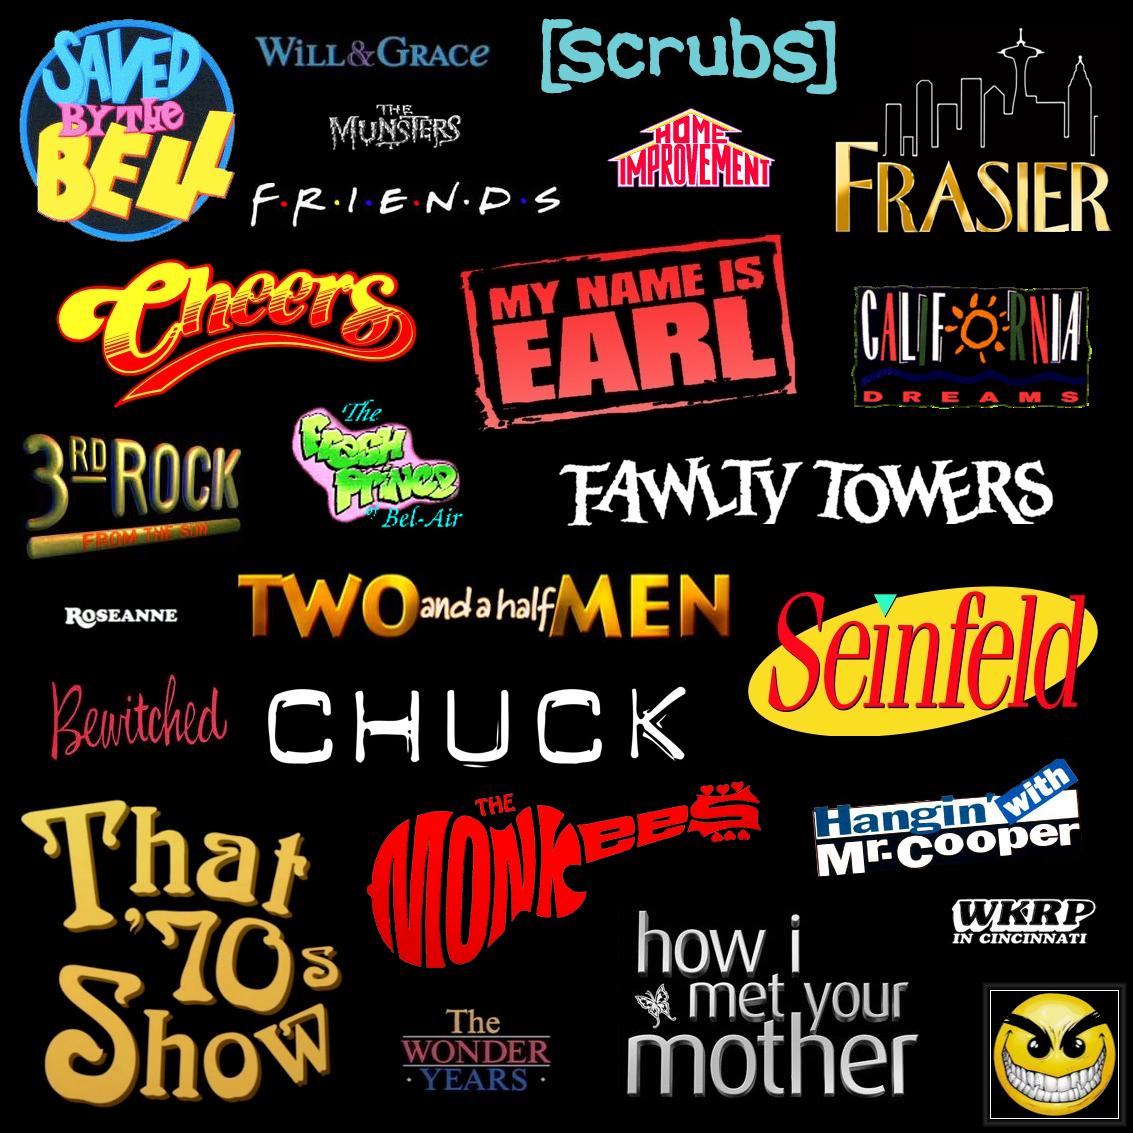 SAVED
BY THE
BELL
WILL & GRACE
[scrubs]
THE
MUNSTERS
HOME
IMPROVEMENT
FRASIER
F·R·I·E·N·D·S
Cheers
MY NAME IS
EARL
CALIFORNIA
DREAMS
3RD ROCK
FROM THE SUN
The
Fresh
Prince
of Bel-Air
FAWLTY TOWERS
ROSEANNE
TWO and a half MEN
Seinfeld
Bewitched
CHUCK
That
'70s
Show
THE
MONKEES
Hangin' with
Mr. Cooper
WKRP
IN CINCINNATI
how i
met your
mother
The
WONDER
· YEARS ·